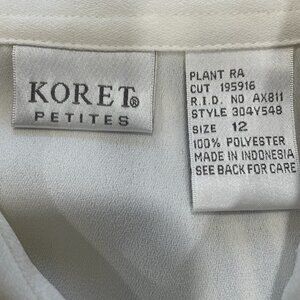 KORET®
PETITES
PLANT RA
CUT 195916
R.I.D. NO AX811
STYLE 304Y548
SIZE 12
100% POLYESTER
MADE IN INDONESIA
SEE BACK FOR CARE